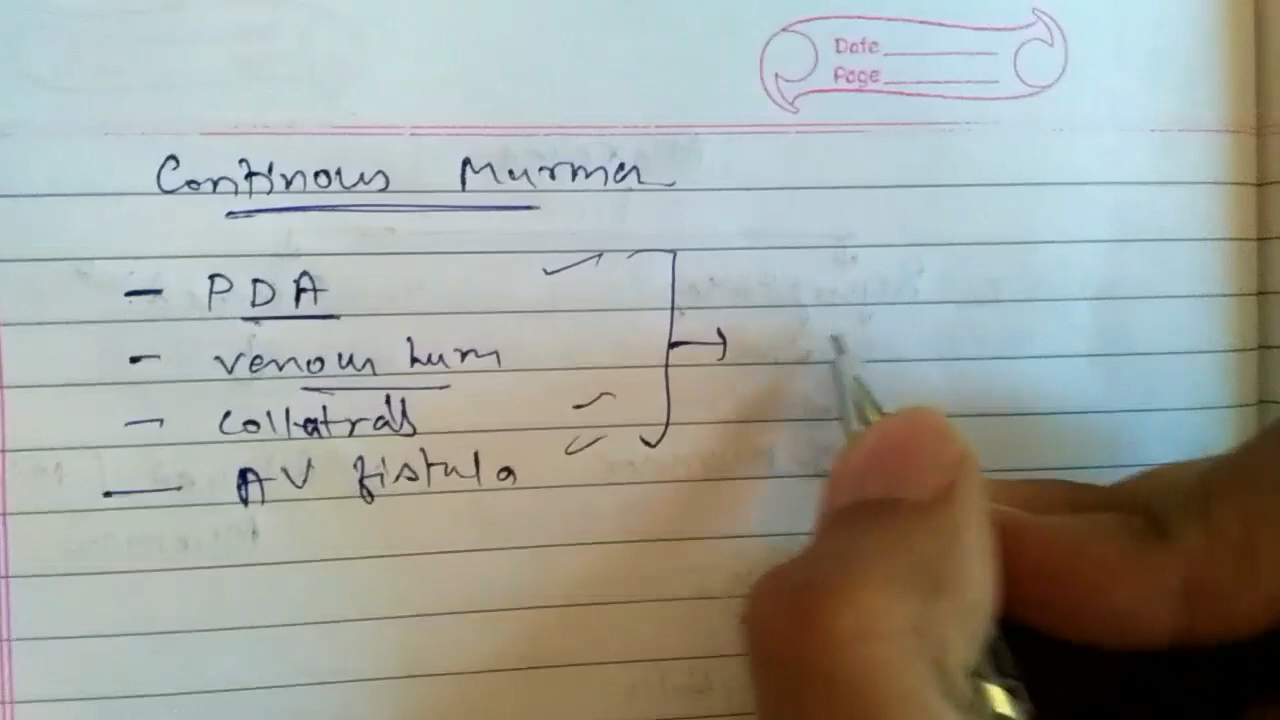 Date
Page
Continous Murmur
- PDA
- venous hum
- Collatrals
- AV fistula